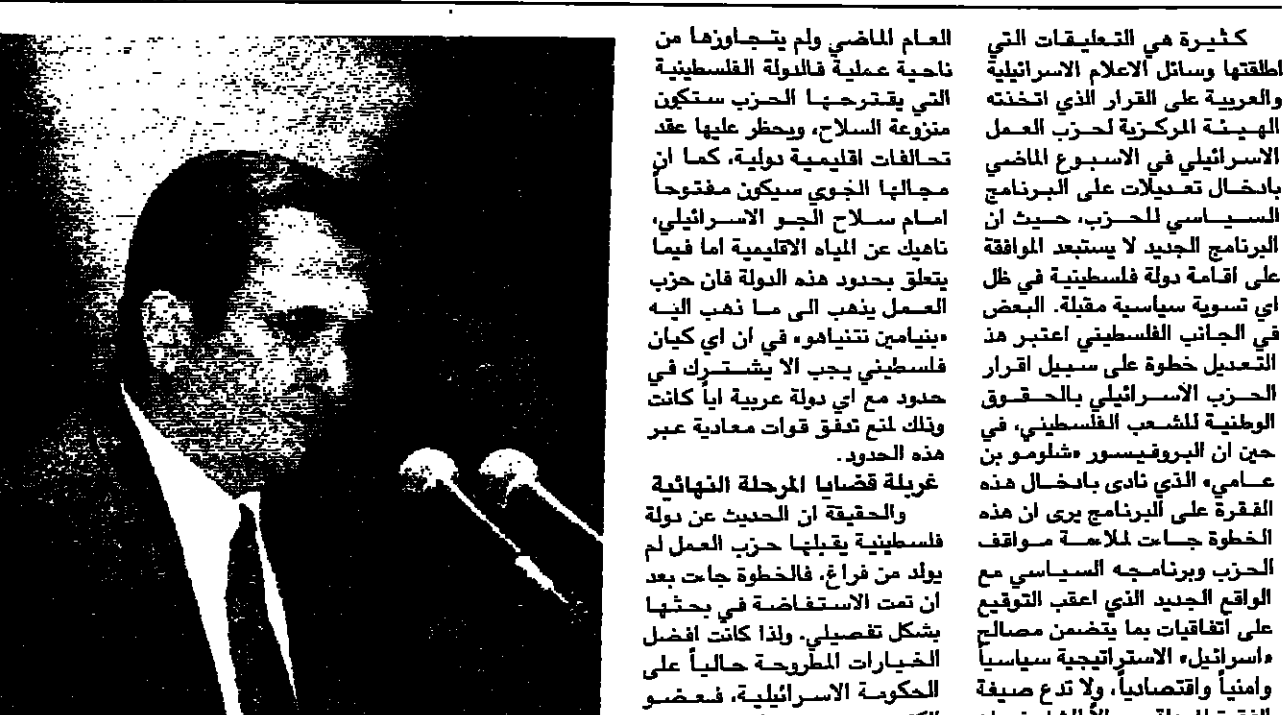 كثيرة هي التعليقات التي
اطلقتها وسائل الاعلام الاسرائيلية
والعربية على القرار الذي اتخذته
الهيئة المركزية لحزب العمل
الاسرائيلي في الاسبوع الماضي
بادخال تعديلات على البرنامج
السياسي للحزب، حيث ان
البرنامج الجديد لا يستبعد الموافقة
على اقامة دولة فلسطينية في ظل
اي تسوية سياسية مقبلة. البعض
في الجانب الفلسطيني اعتبر هذ
التعديل خطوة على سبيل اقرار
الحزب الاسرائيلي بالحقوق
الوطنية للشعب الفلسطيني، في
حين ان البروفيسور «شلومو بن
عامي» الذي نادى بادخال هذه
الفقرة على البرنامج يرى ان هذه
الخطوة جاءت لملاءمة مواقف
الحزب وبرنامجه السياسي مع
الواقع الجديد الذي اعقب التوقيع
على اتفاقيات بما يتضمن مصالح
«اسرائيل» الاستراتيجية سياسياً
وامنياً واقتصادياً، ولا تدع صيغة
العام الماضي ولم يتجاوزها من
ناحية عملية فالدولة الفلسطينية
التي يقترحها الحزب ستكون
منزوعة السلاح، ويحظر عليها عقد
تحالفات اقليمية دولية، كما ان
مجالها الجوي سيكون مفتوحاً
امام سلاح الجو الاسرائيلي،
ناهيك عن المياه الاقليمية اما فيما
يتعلق بحدود هذه الدولة فان حزب
العمل يذهب الى ما ذهب اليه
«بنيامين نتنياهو» في ان اي كيان
فلسطيني يجب الا يشترك في
حدود مع اي دولة عربية اياً كانت
وذلك لمنع تدفق قوات معادية عبر
هذه الحدود.
غربلة قضايا المرحلة النهائية
والحقيقة ان الحديث عن دولة
فلسطينية يقبلها حزب العمل لم
يولد من فراغ، فالخطوة جاءت بعد
ان تمت الاستفاضة في بحثها
بشكل تفصيلي. ولذا كانت افضل
الخيارات المطروحة حالياً على
الحكومة الاسرائيلية، فعضو